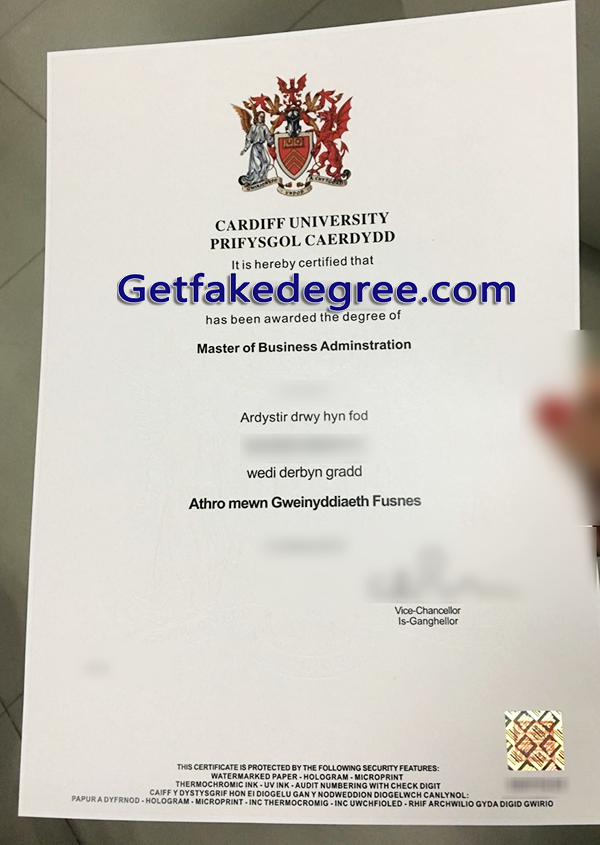 CARDIFF UNIVERSITY
PRIFYSGOL CAERDYDD
It is hereby certified that
Getfakedegree.com
has been awarded the degree of
Master of Business Adminstration
Ardystir drwy hyn fod
wedi derbyn gradd
Athro mewn Gweinyddiaeth Fusnes
Vice-Chancellor
Is-Ganghellor
THIS CERTIFICATE IS PROTECTED BY THE FOLLOWING SECURITY FEATURES:
WATERMARKED PAPER - HOLOGRAM - MICROPRINT
THERMOCHROMIC INK - UV INK - AUDIT NUMBERING WITH CHECK DIGIT
CAIFF Y DYSTYSGRIF HON EI DIOGELU GAN Y NODWEDDION DIOGELWCH CANLYNOL:
PAPUR A DYFRNOD - HOLOGRAM - MICROPRINT - INC THERMOCROMIG - INC UWCHFIOLED - RHIF ARCHWILIO GYDA DIGID GWIRIO